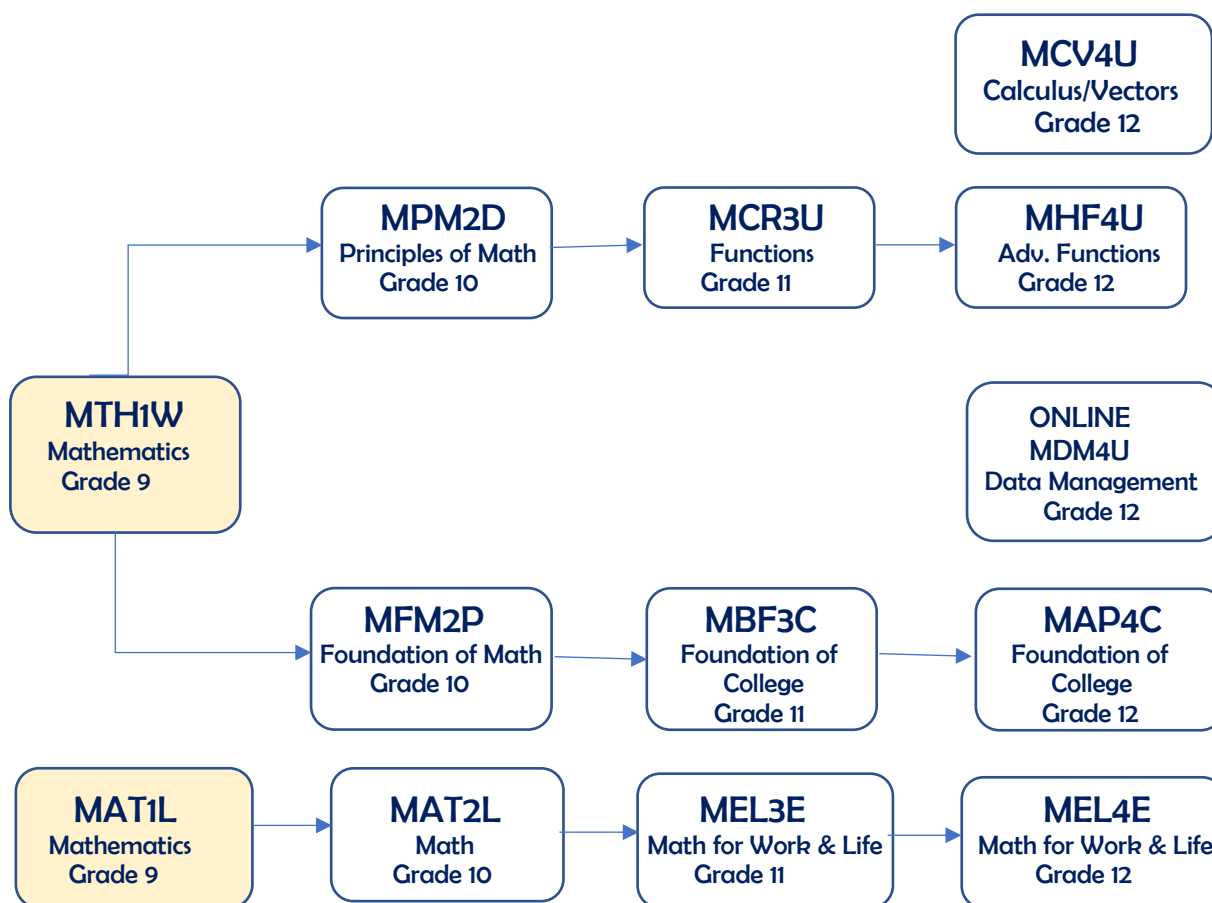 MCV4U
Calculus/Vectors
Grade 12
MPM2D
Principles of Math
Grade 10
MCR3U
Functions
Grade 11
MHF4U
Adv. Functions
Grade 12
MTH1W
Mathematics
Grade 9
ONLINE
MDM4U
Data Management
Grade 12
MFM2P
Foundation of Math
Grade 10
MBF3C
Foundation of
College
Grade 11
MAP4C
Foundation of
College
Grade 12
MAT1L
Mathematics
Grade 9
MAT2L
Math
Grade 10
MEL3E
Math for Work & Life
Grade 11
MEL4E
Math for Work & Life
Grade 12